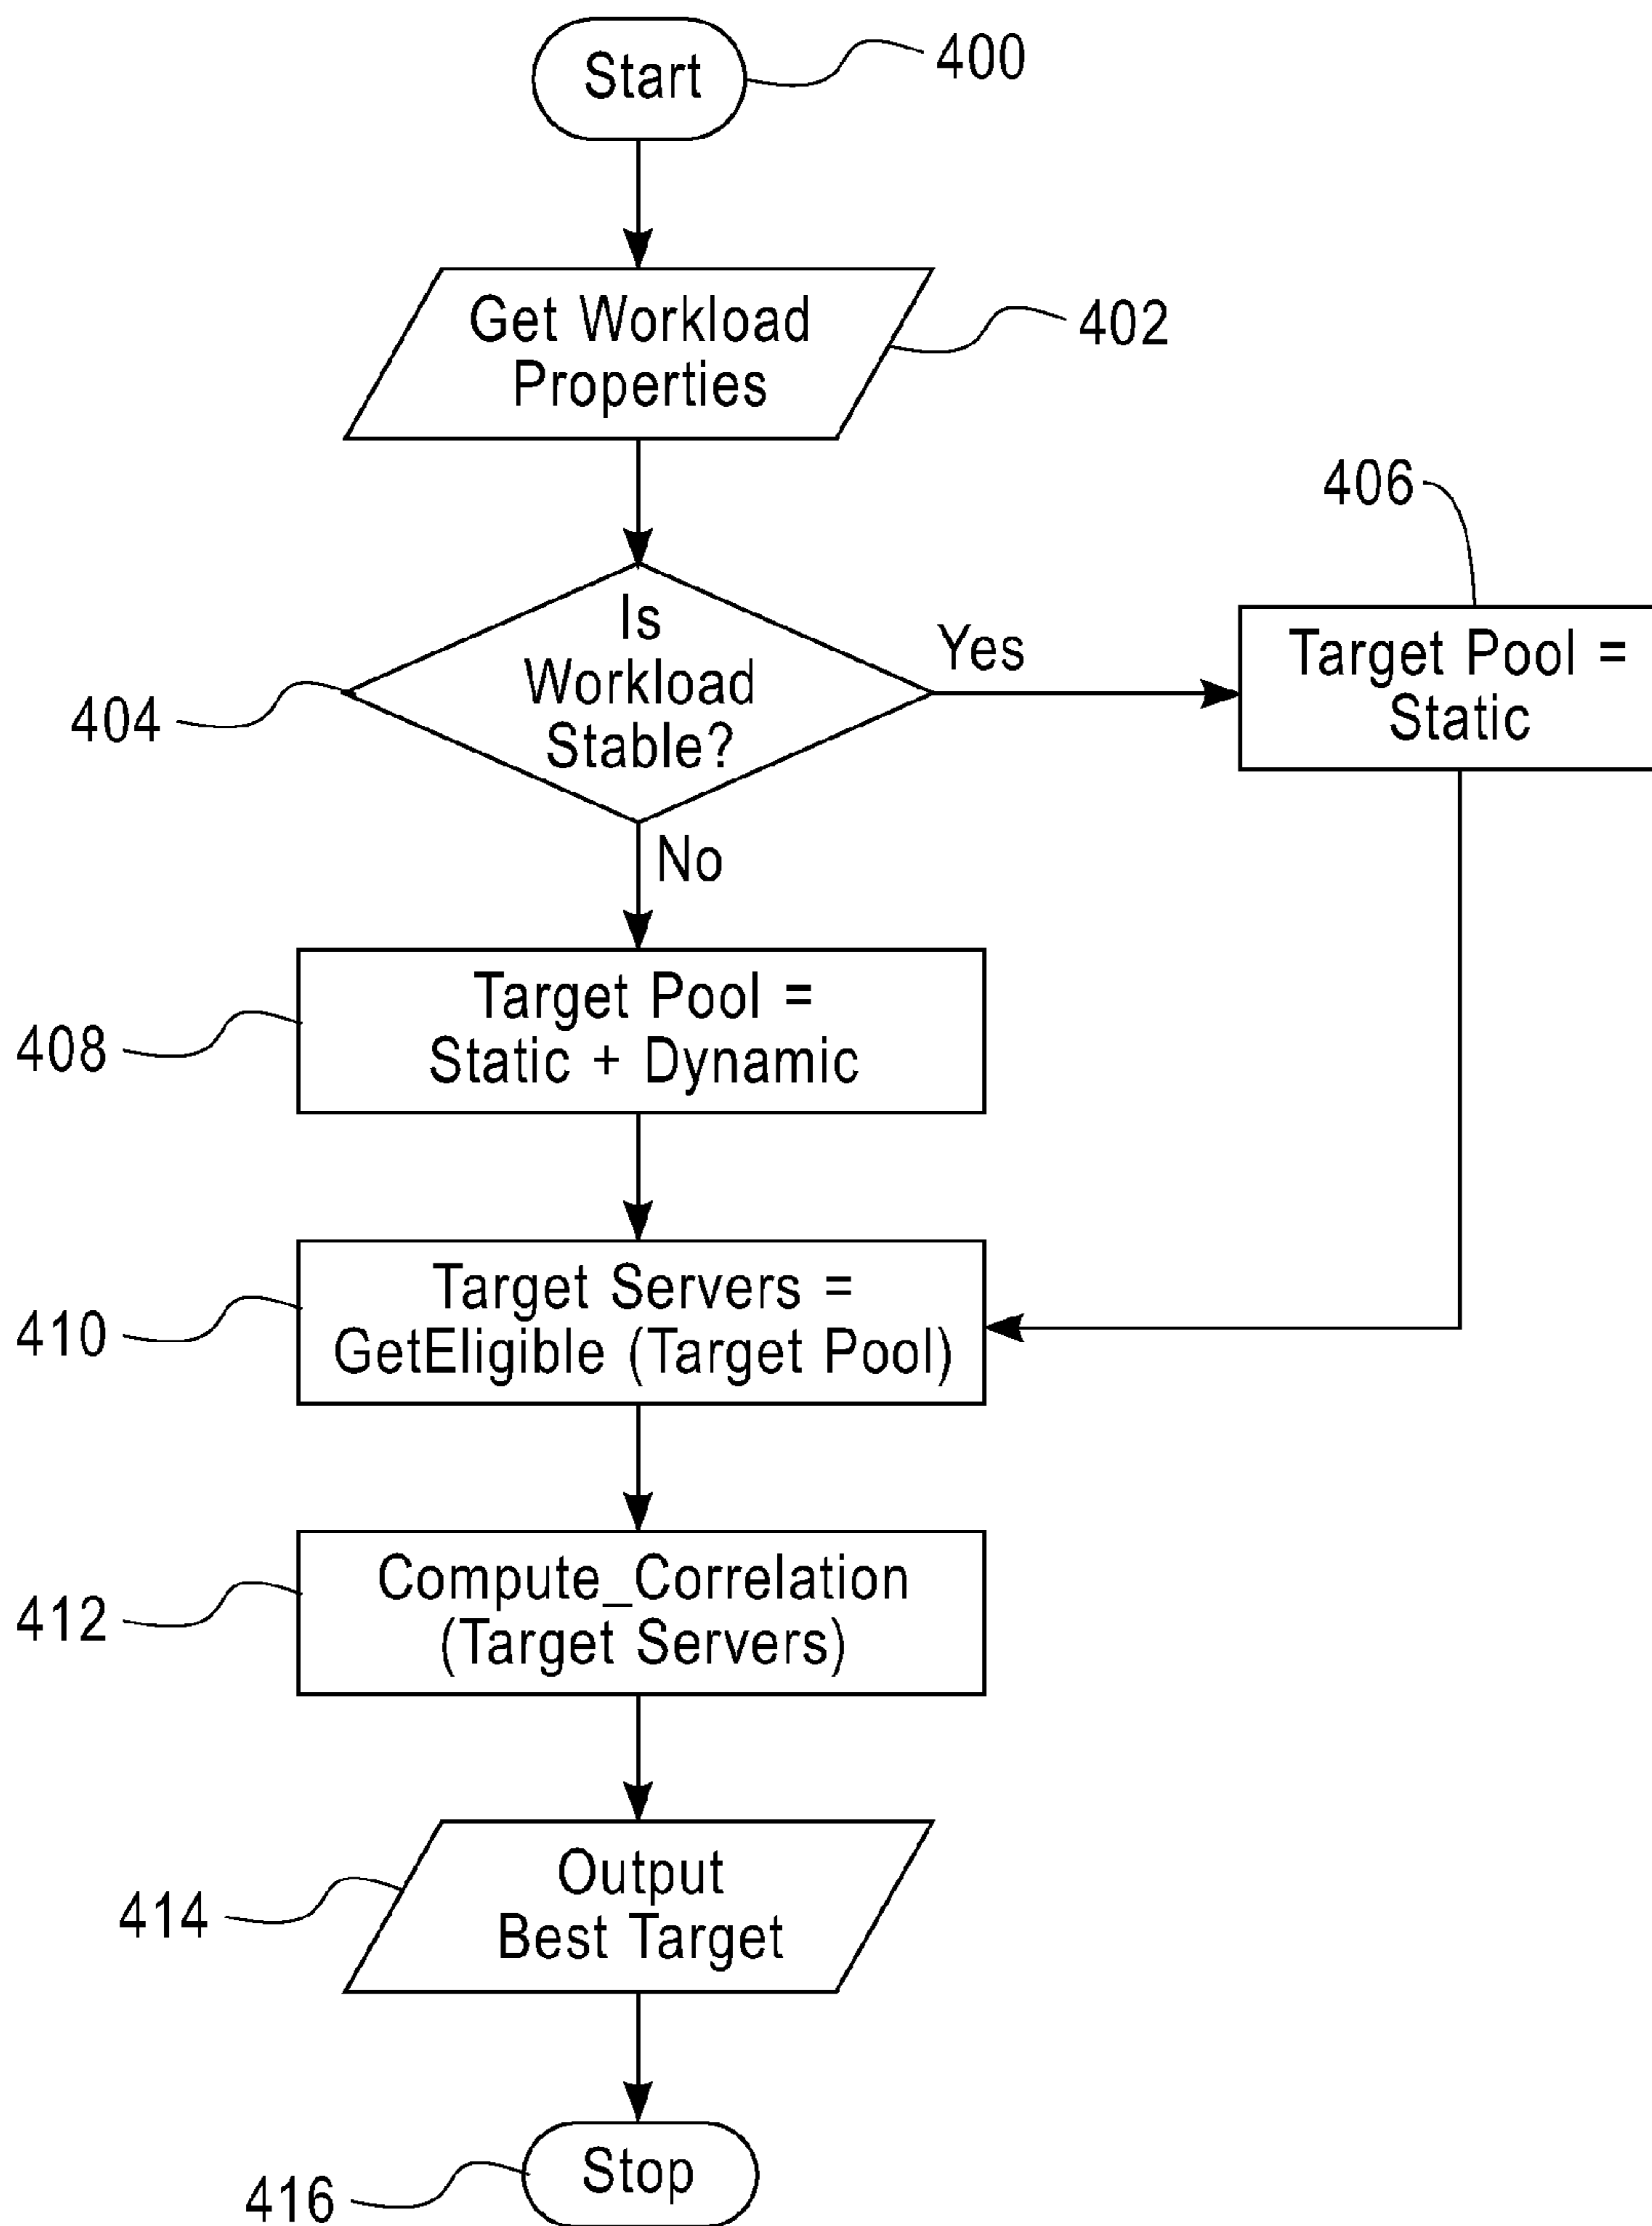 Start
400
Get Workload
Properties
402
406
Is
Workload
Stable?
404
Yes
Target Pool =
Static
No
Target Pool =
Static + Dynamic
408
Target Servers =
GetEligible (Target Pool)
410
Compute_Correlation
(Target Servers)
412
Output
Best Target
414
Stop
416